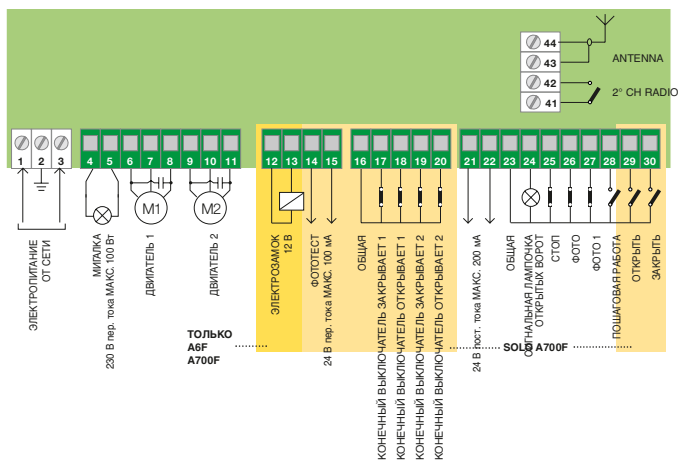 44
43
ANTENNA
42
41
2° CH RADIO
1 2 3
4 5 6 7 8 9 10 11
12 13 14 15
16 17 18 19 20
21 22 23 24 25 26 27 28 29 30
M1
M2
ЭЛЕКТРОПИТАНИЕ
ОТ СЕТИ
МИГАЛКА
230 В пер. тока МАКС. 100 Вт
ДВИГАТЕЛЬ 1
ДВИГАТЕЛЬ 2
ЭЛЕКТРОЗАМОК
12 В
ФОТОТЕСТ
24 В пер. тока МАКС. 100 мА
ОБЩАЯ
КОНЕЧНЫЙ ВЫКЛЮЧАТЕЛЬ ЗАКРЫВАЕТ 1
КОНЕЧНЫЙ ВЫКЛЮЧАТЕЛЬ ОТКРЫВАЕТ 1
КОНЕЧНЫЙ ВЫКЛЮЧАТЕЛЬ ЗАКРЫВАЕТ 2
КОНЕЧНЫЙ ВЫКЛЮЧАТЕЛЬ ОТКРЫВАЕТ 2
24 В пост. тока МАКС. 200 мА
ОБЩАЯ
СИГНАЛЬНАЯ ЛАМПОЧКА
ОТКРЫТЫХ ВОРОТ
СТОП
ФОТО
ФОТО 1
ПОШАГОВАЯ РАБОТА
ОТКРЫТЬ
ЗАКРЫТЬ
ТОЛЬКО
A6F
A700F
SOLO A700F